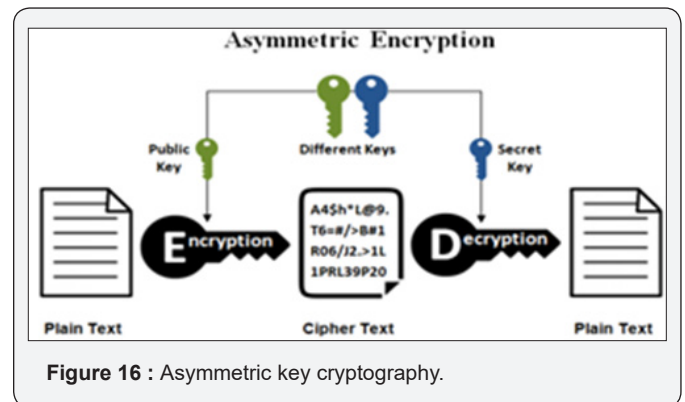 Asymmetric Encryption
Public
Key
Different Keys
Secret
Key
Encryption
A4$h*L@9.
T6=#/>B#1
R06/J2.>1L
1PRL39P20
Decryption
Plain Text
Cipher Text
Plain Text
Figure 16 : Asymmetric key cryptography.